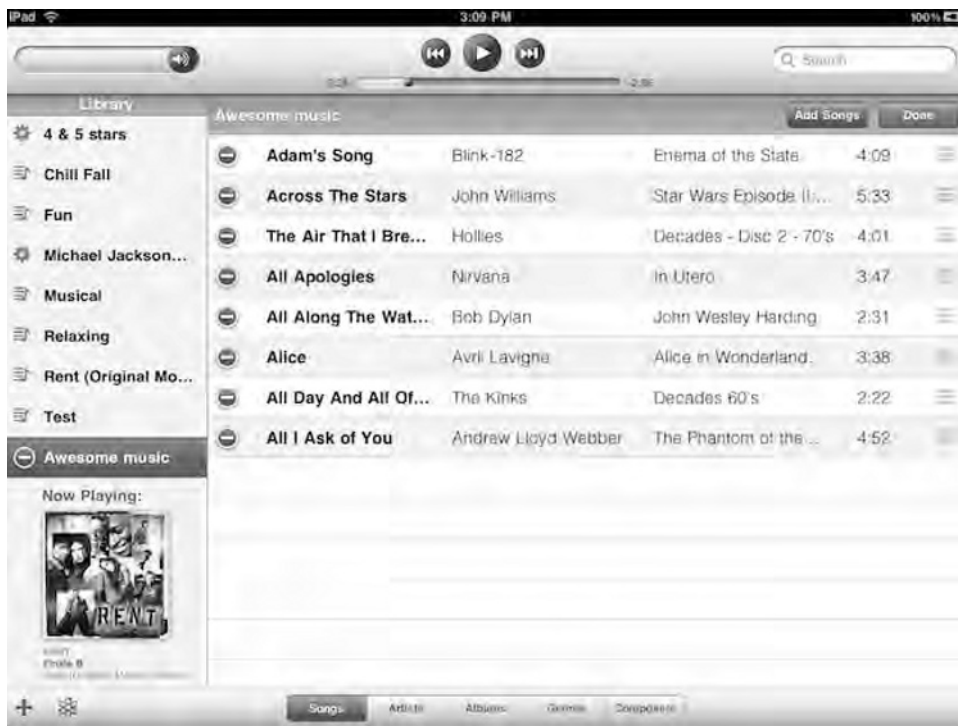 iPad 3:09 PM 100%
Search
Library
4 & 5 stars
Chill Fall
Fun
Michael Jackson...
Musical
Relaxing
Rent (Original Mo...
Test
Awesome music
Now Playing:
RENT
Finale B
Awesome music Add Songs Done
Adam's Song Blink-182 Enema of the State 4:09
Across The Stars John Williams Star Wars Episode II:... 5:33
The Air That I Bre... Hollies Decades - Disc 2 - 70's 4:01
All Apologies Nirvana In Utero 3:47
All Along The Wat... Bob Dylan John Wesley Harding 2:31
Alice Avril Lavigne Alice in Wonderland 3:38
All Day And All Of... The Kinks Decades 60's 2:22
All I Ask of You Andrew Lloyd Webber The Phantom of the ... 4:52
Songs Artists Albums Genres Composers